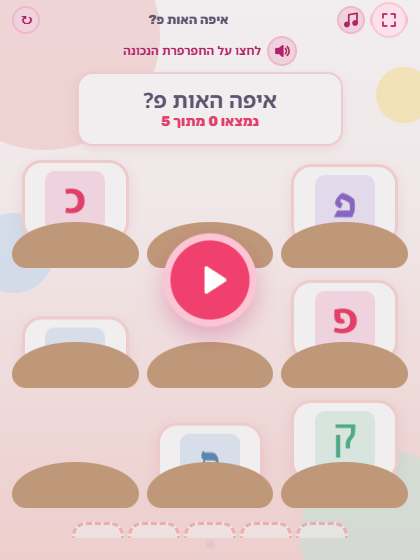 איפה האות פ?
לחצו על החפרפרת הנכונה
איפה האות פ?
נמצאו 0 מתוך 5
כ
פ
פ
ק